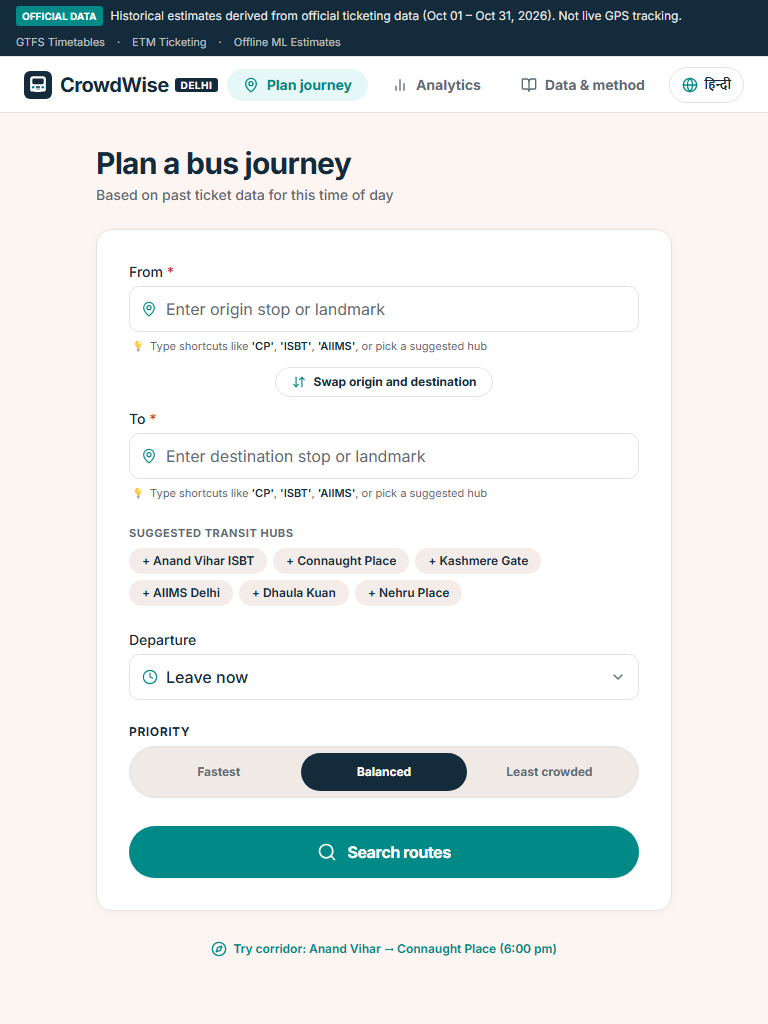 OFFICIAL DATA Historical estimates derived from official ticketing data (Oct 01 – Oct 31, 2026). Not live GPS tracking.
GTFS Timetables · ETM Ticketing · Offline ML Estimates
CrowdWise DELHI Plan journey Analytics Data & method हिन्दी
Plan a bus journey
Based on past ticket data for this time of day
From *
Enter origin stop or landmark
Type shortcuts like 'CP', 'ISBT', 'AIIMS', or pick a suggested hub
Swap origin and destination
To *
Enter destination stop or landmark
Type shortcuts like 'CP', 'ISBT', 'AIIMS', or pick a suggested hub
SUGGESTED TRANSIT HUBS
+ Anand Vihar ISBT + Connaught Place + Kashmere Gate
+ AIIMS Delhi + Dhaula Kuan + Nehru Place
Departure
Leave now
PRIORITY
Fastest Balanced Least crowded
Search routes
Try corridor: Anand Vihar → Connaught Place (6:00 pm)